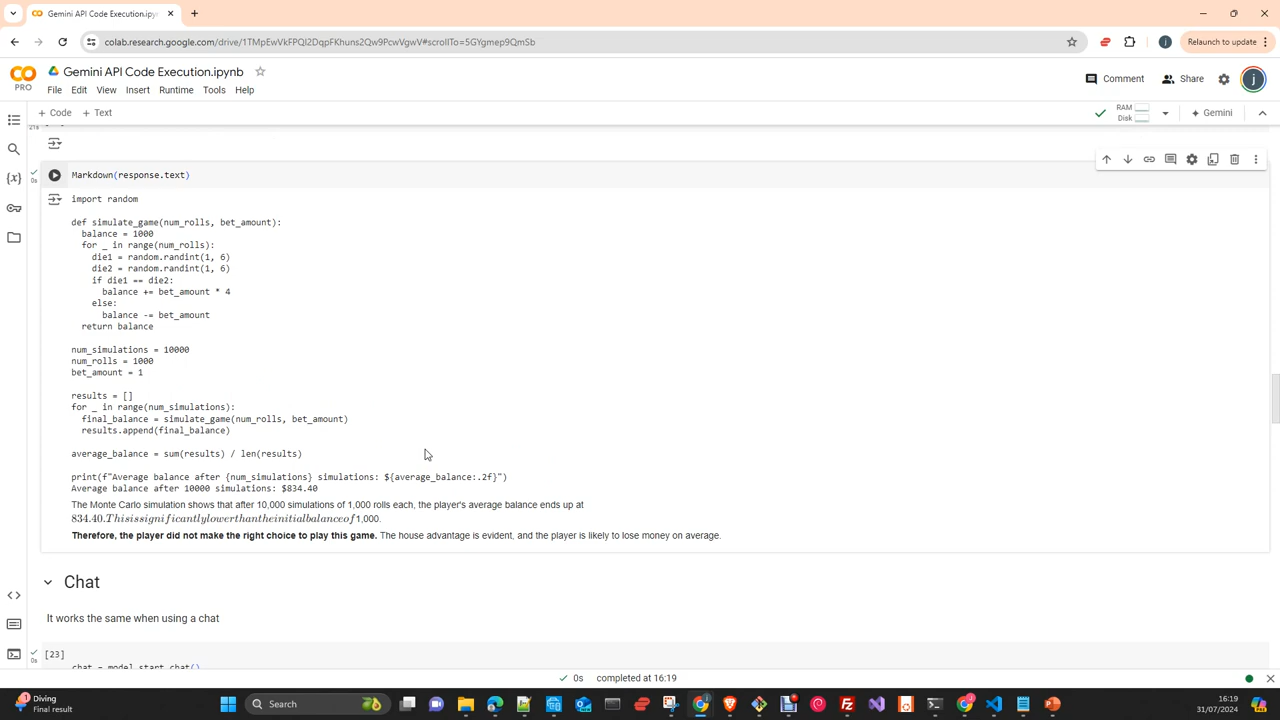 Gemini API Code Execution.ipy
colab.research.google.com/drive/1TMpEwVkFPQl2DqpFKhuns2Qw9PcwVgwV#scrollTo=5GYgmep9QmSb
Relaunch to update
PRO
Gemini API Code Execution.ipynb
Comment
Share
j
File Edit View Insert Runtime Tools Help
+ Code + Text
RAM
Disk
Gemini
21s
0s
Markdown(response.text)
import random
def simulate_game(num_rolls, bet_amount):
balance = 1000
for _ in range(num_rolls):
die1 = random.randint(1, 6)
die2 = random.randint(1, 6)
if die1 == die2:
balance += bet_amount * 4
else:
balance -= bet_amount
return balance
num_simulations = 10000
num_rolls = 1000
bet_amount = 1
results = []
for _ in range(num_simulations):
final_balance = simulate_game(num_rolls, bet_amount)
results.append(final_balance)
average_balance = sum(results) / len(results)
print(f"Average balance after {num_simulations} simulations: ${average_balance:.2f}")
Average balance after 10000 simulations: $834.40
The Monte Carlo simulation shows that after 10,000 simulations of 1,000 rolls each, the player's average balance ends up at
834.40.Thisissignificantlylowerthantheinitialbalanceof1,000.
Therefore, the player did not make the right choice to play this game. The house advantage is evident, and the player is likely to lose money on average.
Chat
It works the same when using a chat
[23]
0s
chat = model.start_chat()
0s completed at 16:19
Diving
Final result
Search
16:19
31/07/2024